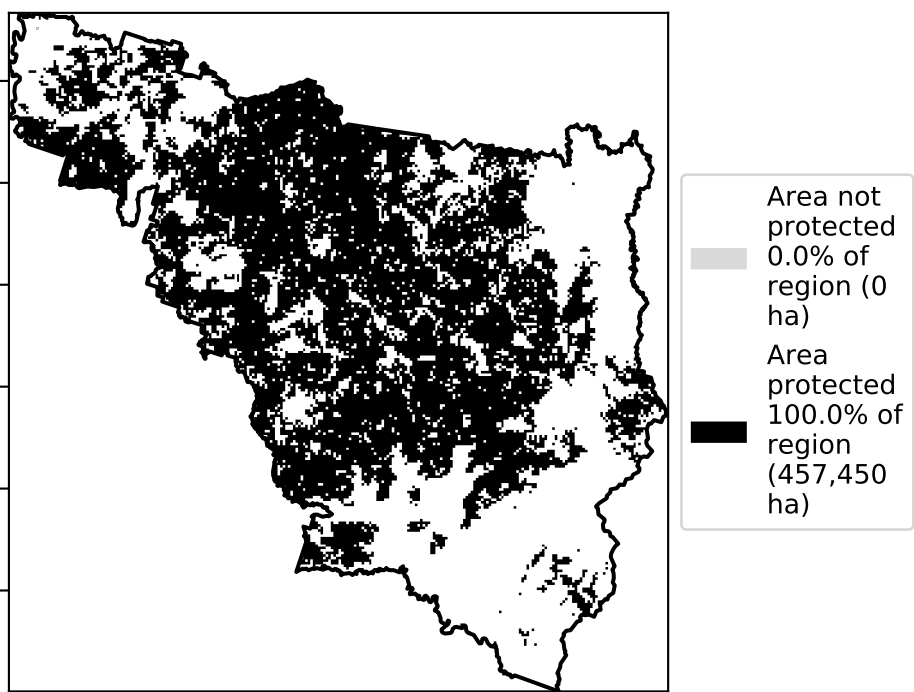 Area not
protected
0.0% of
region (0
ha)
Area
protected
100.0% of
region
(457,450
ha)